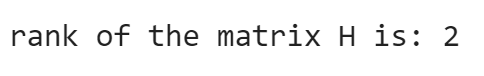 rank of the matrix H is: 2